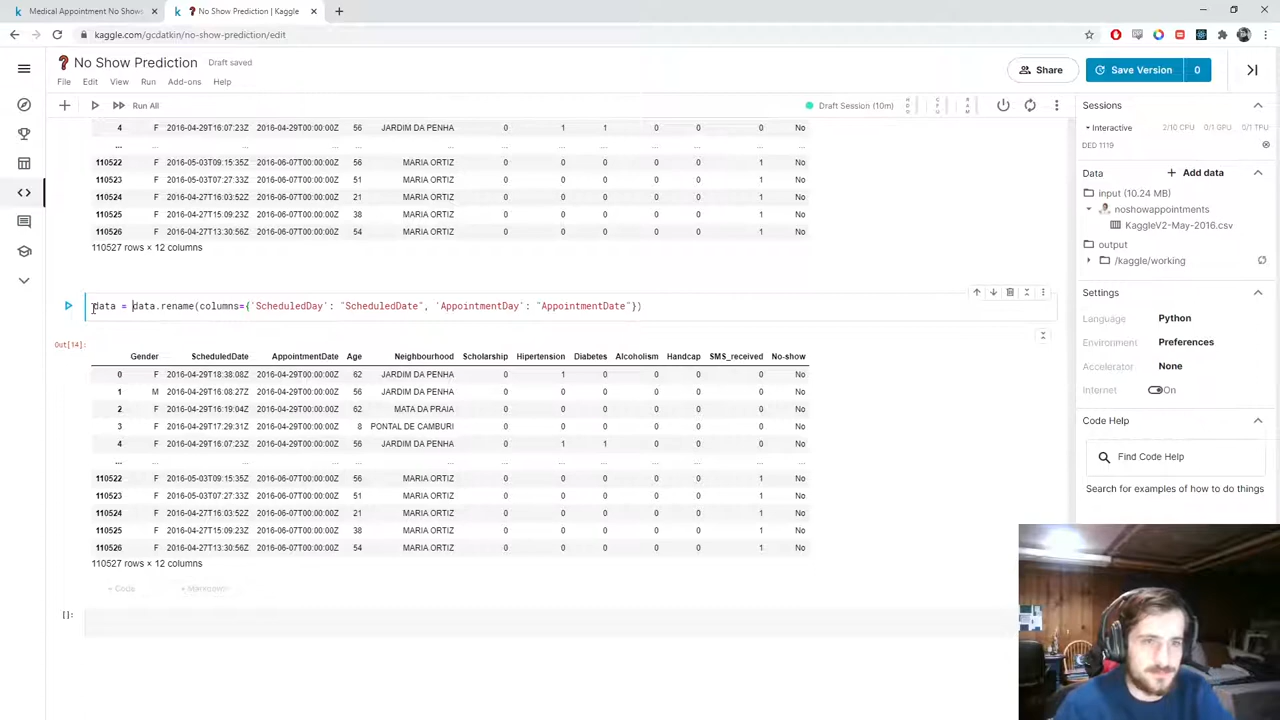 Medical Appointment No Shows
No Show Prediction | Kaggle
kaggle.com/gcdatkin/no-show-prediction/edit
No Show Prediction Draft saved
File Edit View Run Add-ons Help
Share
Save Version 0
Run All
Draft Session (10m)
4 F 2016-04-29T16:07:23Z 2016-04-29T00:00:00Z 56 JARDIM DA PENHA 0 1 1 0 0 0 No
... ... ... ... ... ... ... ... ... ... ... ... ...
110522 F 2016-05-03T09:15:35Z 2016-06-07T00:00:00Z 56 MARIA ORTIZ 0 0 0 0 0 1 No
110523 F 2016-05-03T07:27:33Z 2016-06-07T00:00:00Z 51 MARIA ORTIZ 0 0 0 0 0 1 No
110524 F 2016-04-27T16:03:52Z 2016-06-07T00:00:00Z 21 MARIA ORTIZ 0 0 0 0 0 1 No
110525 F 2016-04-27T15:09:23Z 2016-06-07T00:00:00Z 38 MARIA ORTIZ 0 0 0 0 0 1 No
110526 F 2016-04-27T13:30:56Z 2016-06-07T00:00:00Z 54 MARIA ORTIZ 0 0 0 0 0 1 No
110527 rows × 12 columns
data = data.rename(columns={'ScheduledDay': "ScheduledDate", 'AppointmentDay': "AppointmentDate"})
Out[14]:
Gender ScheduledDate AppointmentDate Age Neighbourhood Scholarship Hipertension Diabetes Alcoholism Handcap SMS_received No-show
0 F 2016-04-29T18:38:08Z 2016-04-29T00:00:00Z 62 JARDIM DA PENHA 0 1 0 0 0 0 No
1 M 2016-04-29T16:08:27Z 2016-04-29T00:00:00Z 56 JARDIM DA PENHA 0 0 0 0 0 0 No
2 F 2016-04-29T16:19:04Z 2016-04-29T00:00:00Z 62 MATA DA PRAIA 0 0 0 0 0 0 No
3 F 2016-04-29T17:29:31Z 2016-04-29T00:00:00Z 8 PONTAL DE CAMBURI 0 0 0 0 0 0 No
4 F 2016-04-29T16:07:23Z 2016-04-29T00:00:00Z 56 JARDIM DA PENHA 0 1 1 0 0 0 No
... ... ... ... ... ... ... ... ... ... ... ... ...
110522 F 2016-05-03T09:15:35Z 2016-06-07T00:00:00Z 56 MARIA ORTIZ 0 0 0 0 0 1 No
110523 F 2016-05-03T07:27:33Z 2016-06-07T00:00:00Z 51 MARIA ORTIZ 0 0 0 0 0 1 No
110524 F 2016-04-27T16:03:52Z 2016-06-07T00:00:00Z 21 MARIA ORTIZ 0 0 0 0 0 1 No
110525 F 2016-04-27T15:09:23Z 2016-06-07T00:00:00Z 38 MARIA ORTIZ 0 0 0 0 0 1 No
110526 F 2016-04-27T13:30:56Z 2016-06-07T00:00:00Z 54 MARIA ORTIZ 0 0 0 0 0 1 No
110527 rows × 12 columns
+ Code + Markdown
[]:
Sessions
Interactive 2/10 CPU 0/1 GPU 0/1 TPU
DED 1119
Data + Add data
input (10.24 MB)
noshowappointments
KaggleV2-May-2016.csv
output
/kaggle/working
Settings
Language Python
Environment Preferences
Accelerator None
Internet On
Code Help
Find Code Help
Search for examples of how to do things